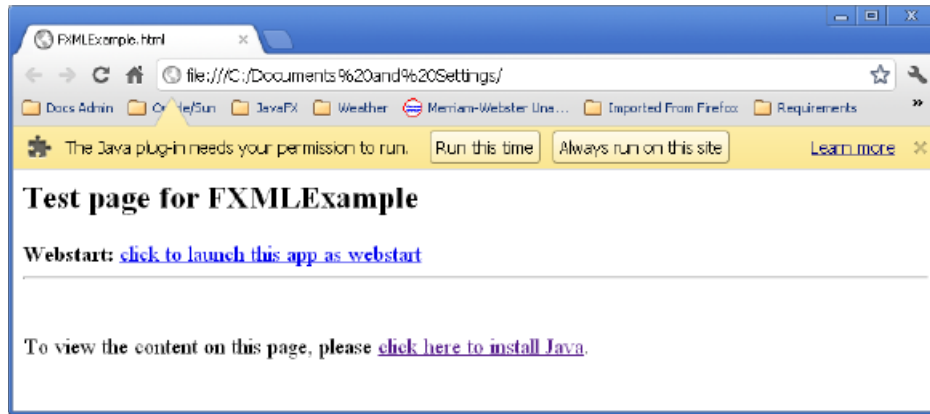 FXMLExample.html
file:///C:/Documents%20and%20Settings/
Docs Admin Oracle/Sun JavaFX Weather Merriam-Webster Una... Imported From Firefox Requirements »
The Java plug-in needs your permission to run. Run this time Always run on this site Learn more
Test page for FXMLExample
Webstart: click to launch this app as webstart
To view the content on this page, please click here to install Java.